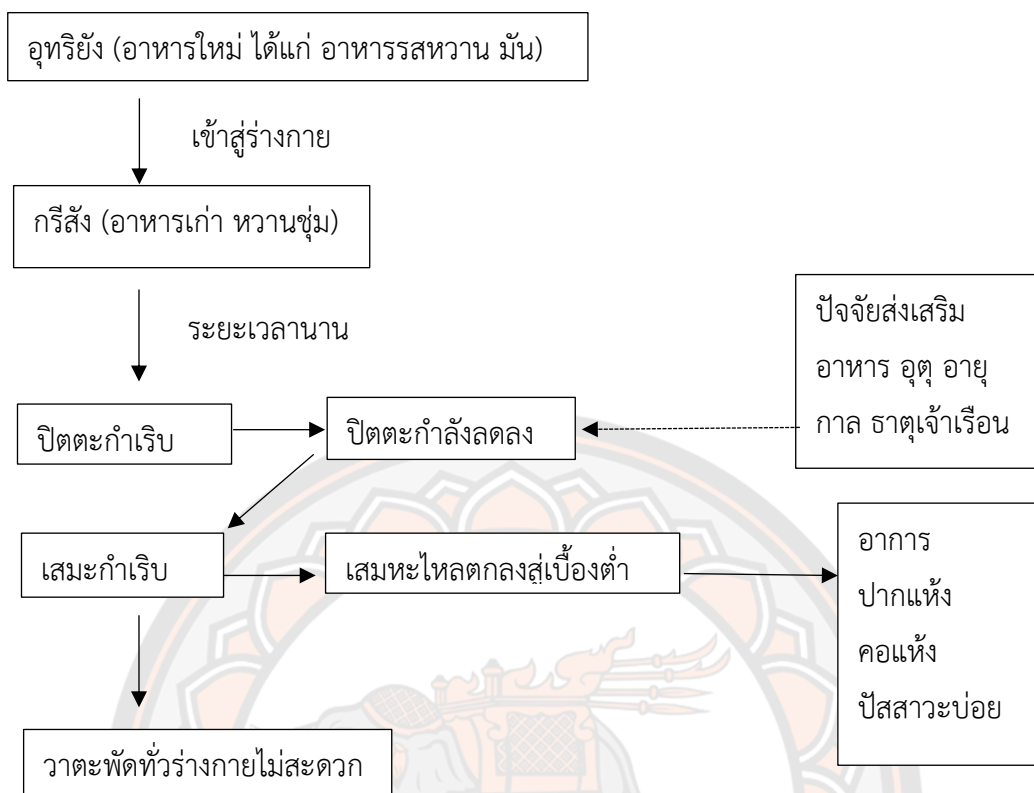 อุทริยัง (อาหารใหม่ ได้แก่ อาหารรสหวาน มัน)
เข้าสู่ร่างกาย
กรีสัง (อาหารเก่า หวานชุ่ม)
ระยะเวลานาน
ปัจจัยส่งเสริม
อาหาร อุตุ อายุ
กาล ธาตุเจ้าเรือน
ปิตตะกำเริบ
ปิตตะกำลังลดลง
เสมะกำเริบ
เสมหะไหลตกลงสู่เบื้องต่ำ
อาการ
ปากแห้ง
คอแห้ง
ปัสสาวะบ่อย
วาตะพัดทั่วร่างกายไม่สะดวก